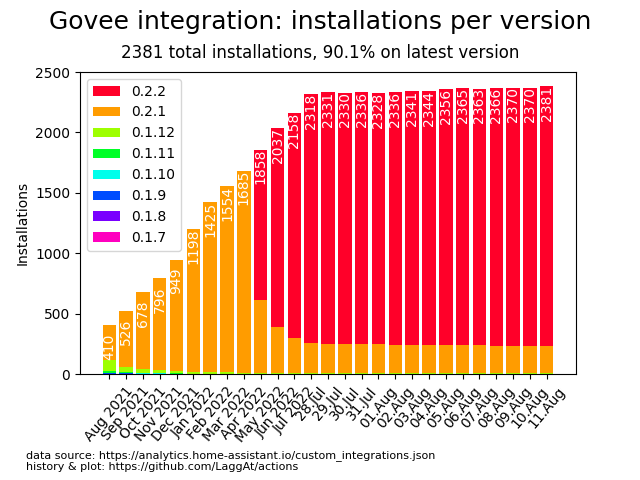 Govee integration: installations per version
2381 total installations, 90.1% on latest version
0.2.2
0.2.1
0.1.12
0.1.11
0.1.10
0.1.9
0.1.8
0.1.7
Installations
2500
2000
1500
1000
500
0
410
526
678
796
949
1198
1425
1554
1685
1858
2037
2158
2318
2331
2330
2336
2328
2336
2341
2344
2356
2365
2363
2366
2370
2370
2381
Aug 2021
Sep 2021
Oct 2021
Nov 2021
Dec 2021
Jan 2022
Feb 2022
Mar 2022
Apr 2022
May 2022
Jun 2022
Jul 2022
28.Jul
29.Jul
30.Jul
31.Jul
01.Aug
02.Aug
03.Aug
04.Aug
05.Aug
06.Aug
07.Aug
08.Aug
09.Aug
10.Aug
11.Aug
data source: https://analytics.home-assistant.io/custom_integrations.json
history & plot: https://github.com/LaggAt/actions